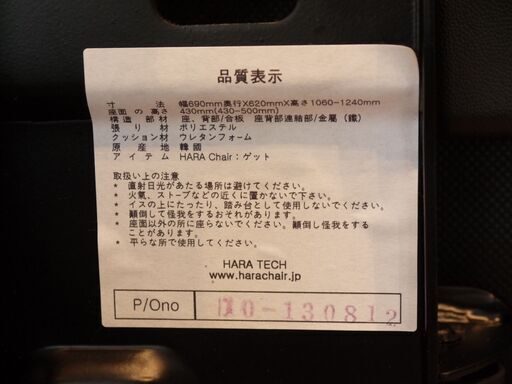 品質表示
寸 法 幅690mm奥行X620mmX高さ1060-1240mm
座面の高さ 430mm(430-500mm)
構造部材 座、背部/合板 座背部連結部/金属（鐵）
張り材 ポリエステル
クッション材 ウレタンフォーム
原産地 韓國
アイテム HARA Chair：ゲット
取扱い上の注意
* 直射日光があたる場所は避けてください。
* 火氣、ストーブなどの近くに置かないで下さい。
* イスの上にたったり、踏み台として使用しないでください。
* 顛倒して怪我をするおそれがあります。
* 座面以外の所に座らないでください。顛倒し怪我をする
ことがあります。
* 平らな所で使用してください。
HARA TECH
www.harachair.jp
P/Ono
0-130812